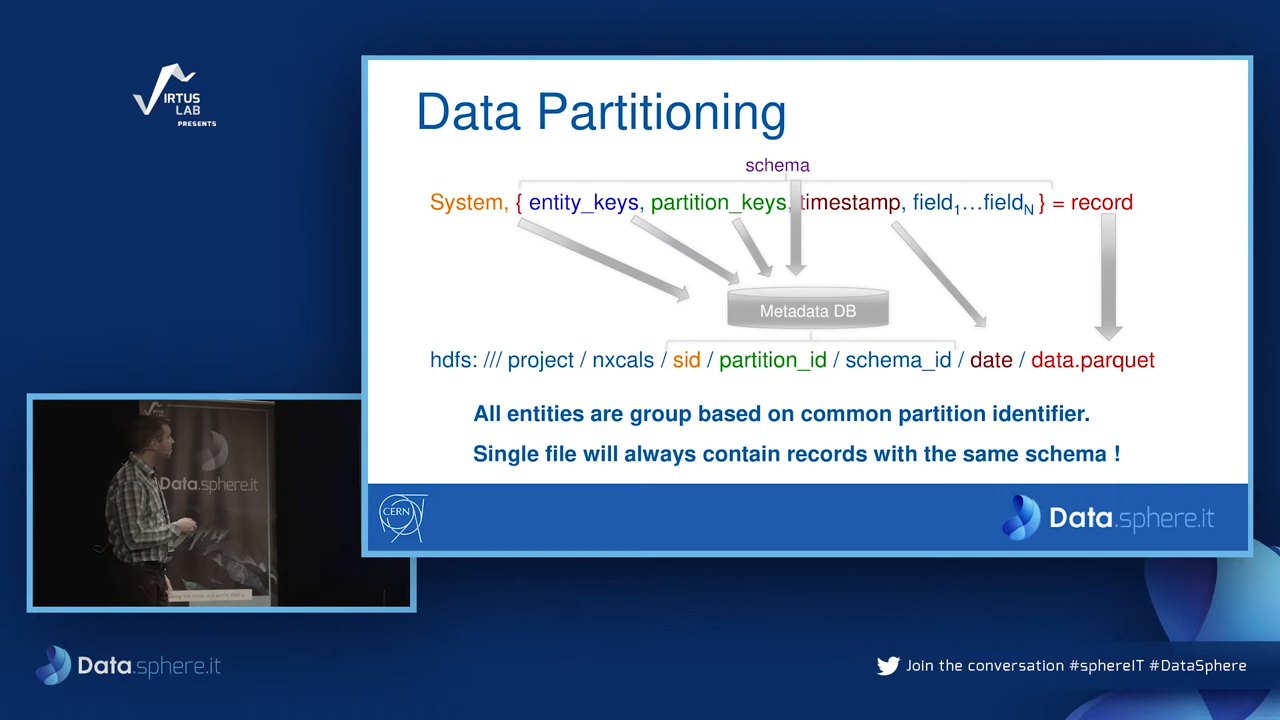 VIRTUS
LAB
PRESENTS
Data Partitioning
schema
System, { entity_keys, partition_keys, timestamp, field1…fieldN } = record
Metadata DB
hdfs: /// project / nxcals / sid / partition_id / schema_id / date / data.parquet
All entities are group based on common partition identifier.
Single file will always contain records with the same schema !
CERN
Data.sphere.it
Data.sphere.it
Data.sphere.it
Join the conversation #sphereIT #DataSphere